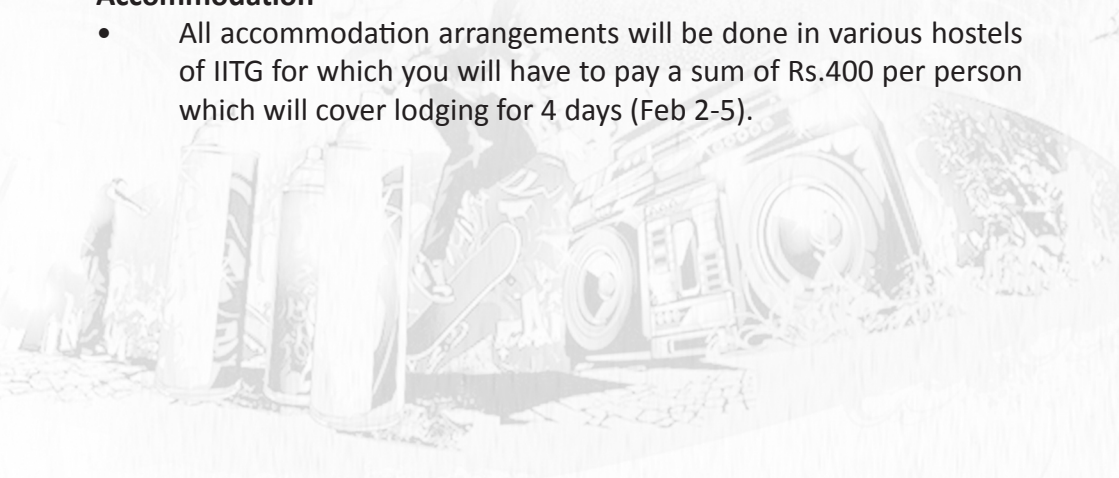 Accommodation
• All accommodation arrangements will be done in various hostels
of IITG for which you will have to pay a sum of Rs.400 per person
which will cover lodging for 4 days (Feb 2-5).